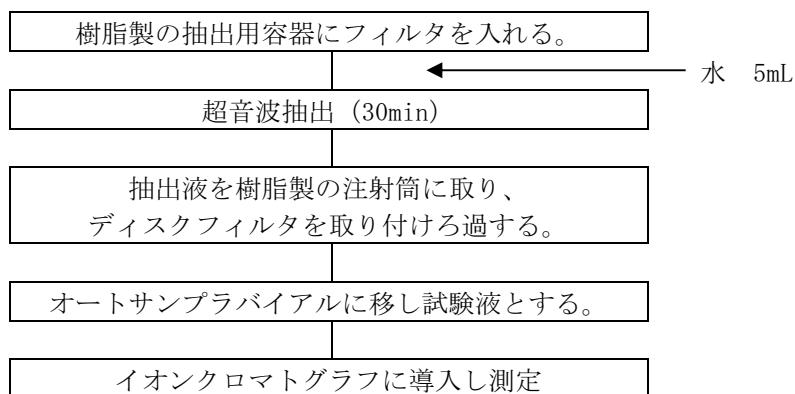 樹脂製の抽出用容器にフィルタを入れる。
水　5mL
超音波抽出 (30min)
抽出液を樹脂製の注射筒に取り、
ディスクフィルタを取り付けろ過する。
オートサンプラバイアルに移し試験液とする。
イオンクロマトグラフに導入し測定